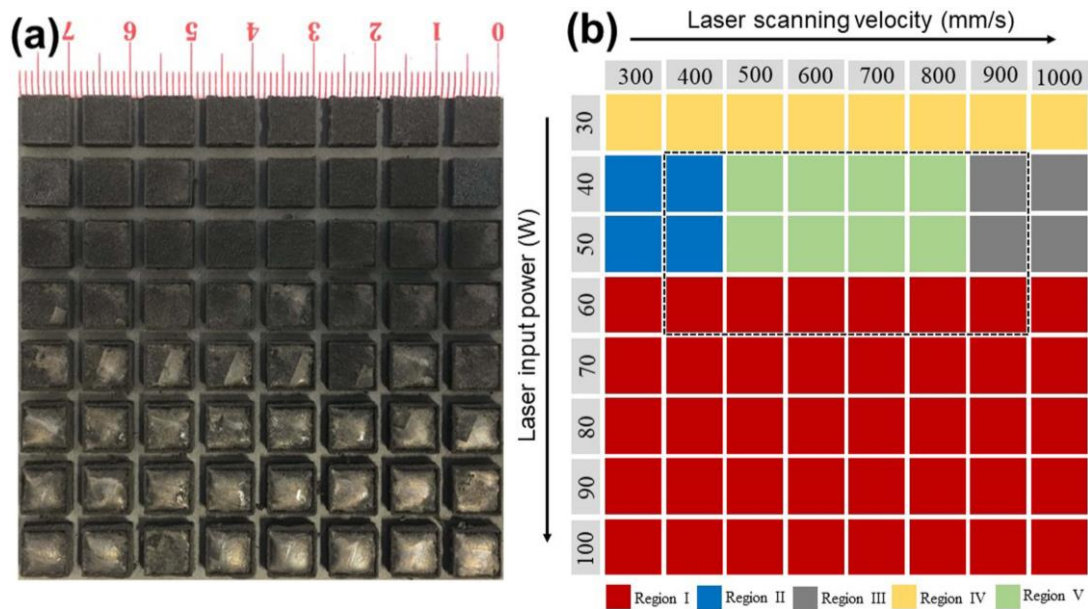 (a)
7 6 5 4 3 2 1 0
Laser input power (W)
(b)
Laser scanning velocity (mm/s)
300 400 500 600 700 800 900 1000
30
40
50
60
70
80
90
100
Region I Region II Region III Region IV Region V